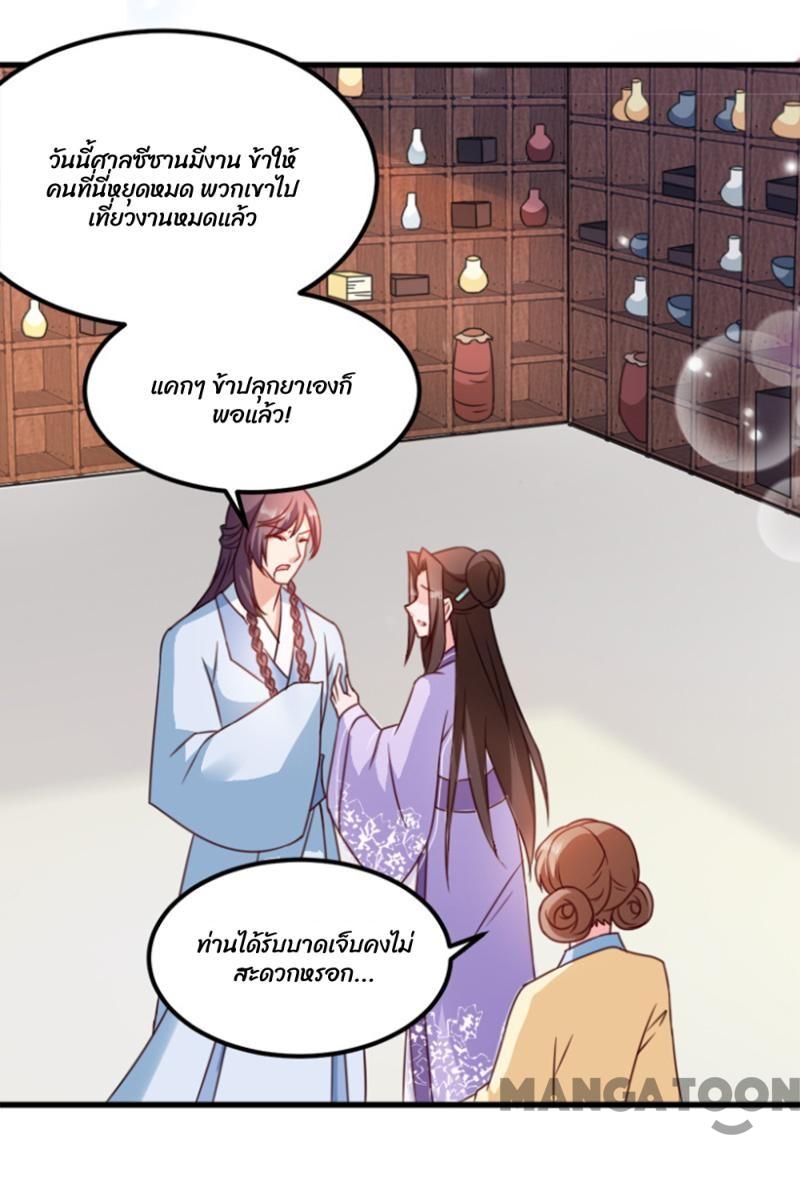 วันนี้ศาลซีซานมีงาน ข้าให้
คนที่นี่หยุดหมด พวกเขาไป
เที่ยวงานหมดแล้ว
แคกๆ ข้าปลุกยาเองก็
พอแล้ว!
ท่านได้รับบาดเจ็บคงไม่
สะดวกหรอก...
MANGATOON